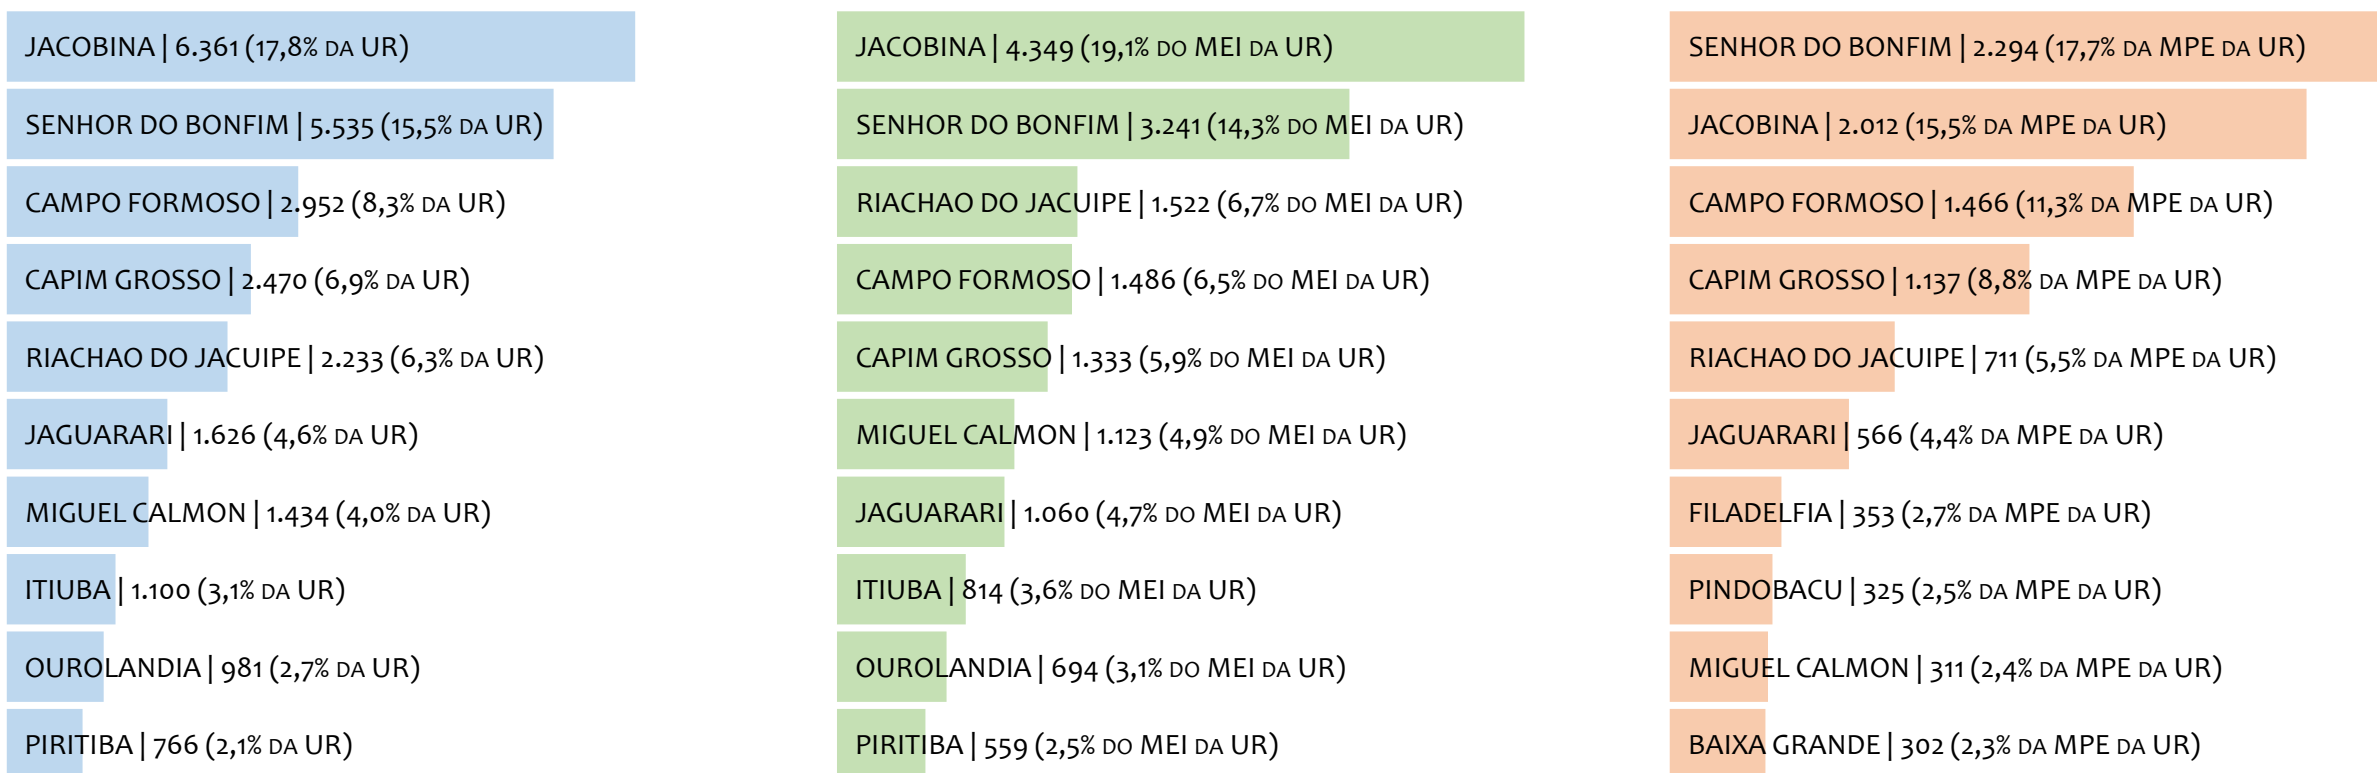 JACOBINA | 6.361 (17,8% DA UR)
SENHOR DO BONFIM | 5.535 (15,5% DA UR)
CAMPO FORMOSO | 2.952 (8,3% DA UR)
CAPIM GROSSO | 2.470 (6,9% DA UR)
RIACHAO DO JACUIPE | 2.233 (6,3% DA UR)
JAGUARARI | 1.626 (4,6% DA UR)
MIGUEL CALMON | 1.434 (4,0% DA UR)
ITIUBA | 1.100 (3,1% DA UR)
OUROLANDIA | 981 (2,7% DA UR)
PIRITIBA | 766 (2,1% DA UR)
JACOBINA | 4.349 (19,1% DO MEI DA UR)
SENHOR DO BONFIM | 3.241 (14,3% DO MEI DA UR)
RIACHAO DO JACUIPE | 1.522 (6,7% DO MEI DA UR)
CAMPO FORMOSO | 1.486 (6,5% DO MEI DA UR)
CAPIM GROSSO | 1.333 (5,9% DO MEI DA UR)
MIGUEL CALMON | 1.123 (4,9% DO MEI DA UR)
JAGUARARI | 1.060 (4,7% DO MEI DA UR)
ITIUBA | 814 (3,6% DO MEI DA UR)
OUROLANDIA | 694 (3,1% DO MEI DA UR)
PIRITIBA | 559 (2,5% DO MEI DA UR)
SENHOR DO BONFIM | 2.294 (17,7% DA MPE DA UR)
JACOBINA | 2.012 (15,5% DA MPE DA UR)
CAMPO FORMOSO | 1.466 (11,3% DA MPE DA UR)
CAPIM GROSSO | 1.137 (8,8% DA MPE DA UR)
RIACHAO DO JACUIPE | 711 (5,5% DA MPE DA UR)
JAGUARARI | 566 (4,4% DA MPE DA UR)
FILADELFIA | 353 (2,7% DA MPE DA UR)
PINDOBACU | 325 (2,5% DA MPE DA UR)
MIGUEL CALMON | 311 (2,4% DA MPE DA UR)
BAIXA GRANDE | 302 (2,3% DA MPE DA UR)